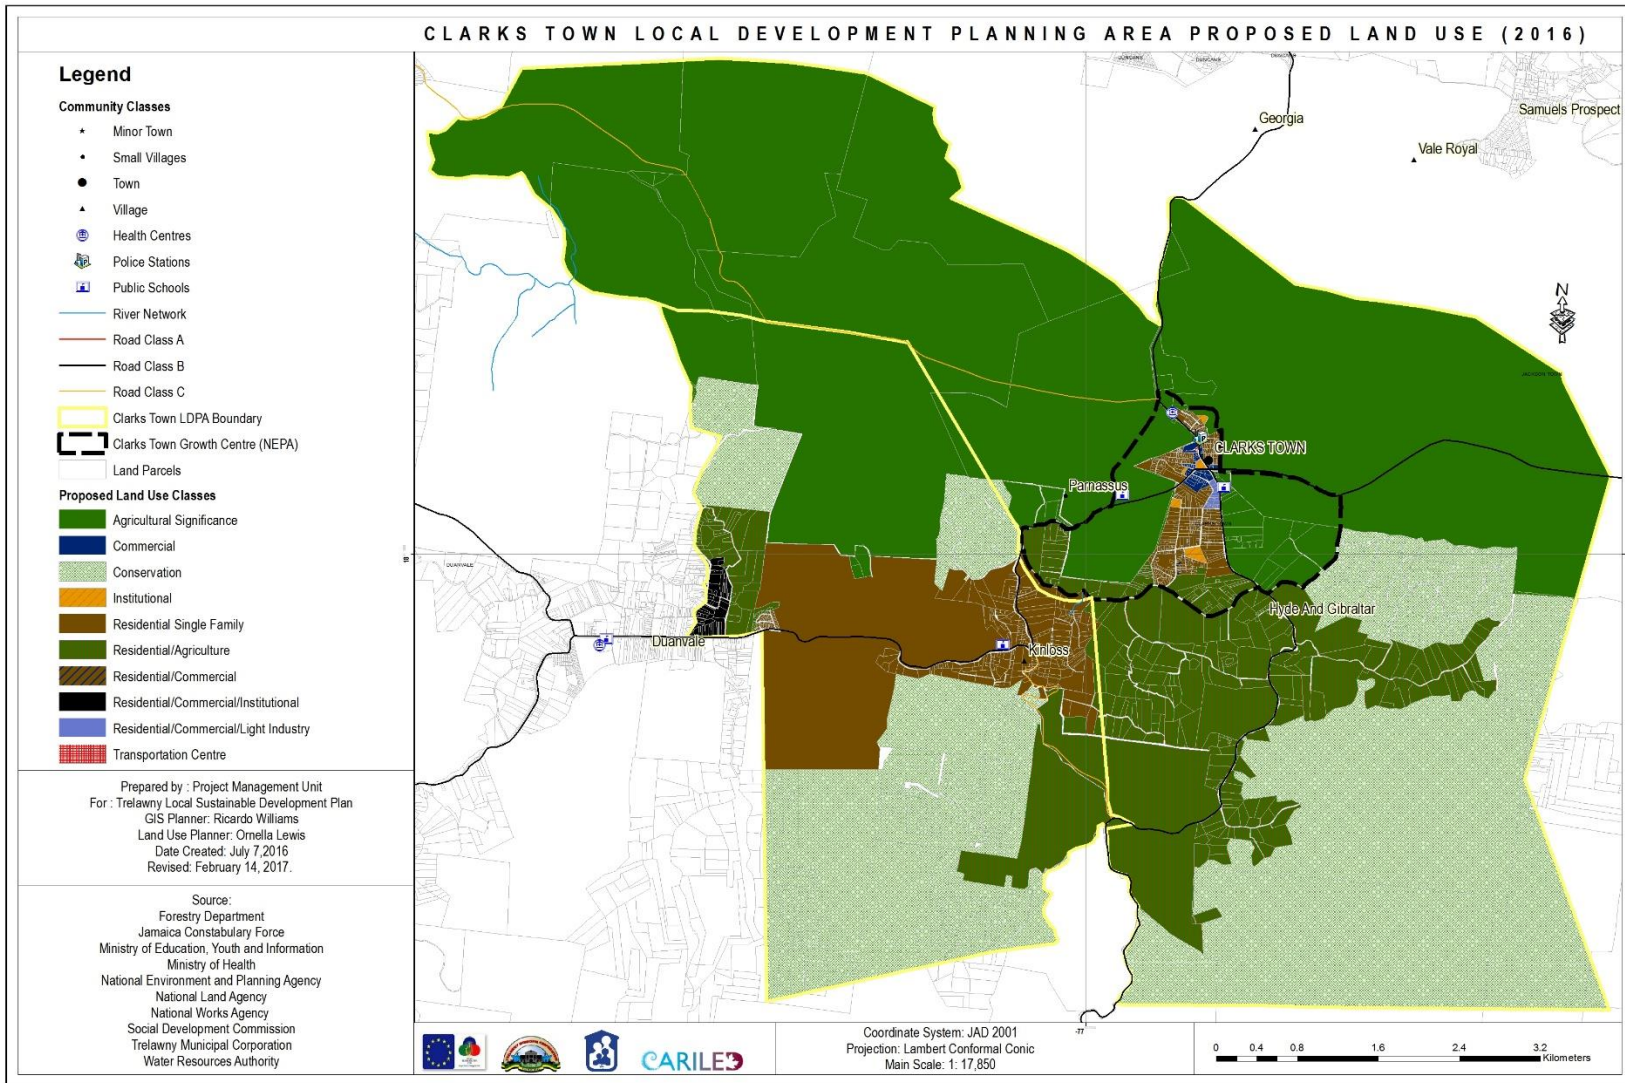 CLARKS TOWN LOCAL DEVELOPMENT PLANNING AREA PROPOSED LAND USE (2016)
Legend
Community Classes
Minor Town
Small Villages
Town
Village
Health Centres
Police Stations
Public Schools
River Network
Road Class A
Road Class B
Road Class C
Clarks Town LDPA Boundary
Clarks Town Growth Centre (NEPA)
Land Parcels
Proposed Land Use Classes
Agricultural Significance
Commercial
Conservation
Institutional
Residential Single Family
Residential/Agriculture
Residential/Commercial
Residential/Commercial/Institutional
Residential/Commercial/Light Industry
Transportation Centre
Prepared by : Project Management Unit
For : Trelawny Local Sustainable Development Plan
GIS Planner: Ricardo Williams
Land Use Planner: Ornella Lewis
Date Created: July 7,2016
Revised: February 14, 2017.
Source:
Forestry Department
Jamaica Constabulary Force
Ministry of Education, Youth and Information
Ministry of Health
National Environment and Planning Agency
National Land Agency
National Works Agency
Social Development Commission
Trelawny Municipal Corporation
Water Resources Authority
DUNCANS
Samuels Prospect
Georgia
Vale Royal
N
JACKSON TOWN
CLARKS TOWN
Parnassus
18
DUANVALE
Hyde And Gibraltar
Duanvale
Kinloss
-77
CARILED
Coordinate System: JAD 2001
Projection: Lambert Conformal Conic
Main Scale: 1: 17,850
0 0.4 0.8 1.6 2.4 3.2
Kilometers